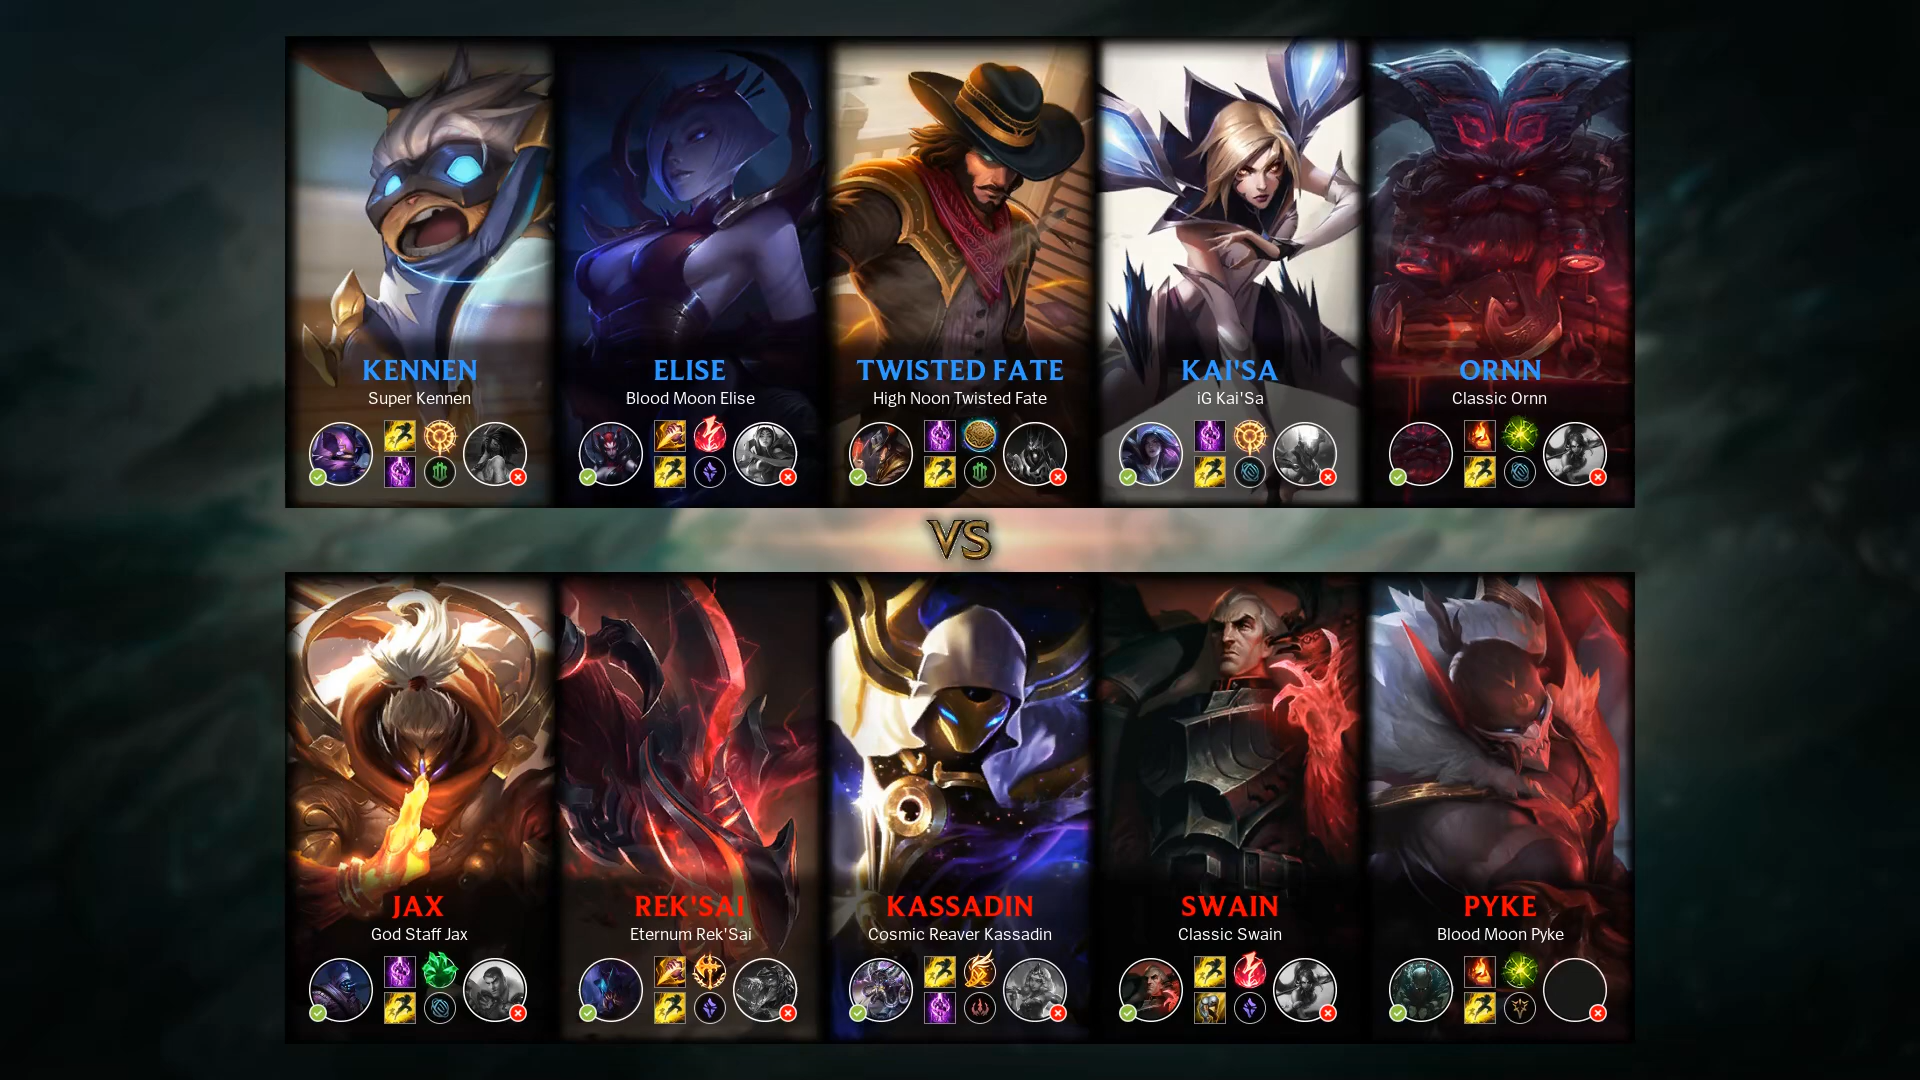 KENNEN
Super Kennen
ELISE
Blood Moon Elise
TWISTED FATE
High Noon Twisted Fate
KAI'SA
iG Kai'Sa
ORNN
Classic Ornn
VS
JAX
God Staff Jax
REK'SAI
Eternum Rek'Sai
KASSADIN
Cosmic Reaver Kassadin
SWAIN
Classic Swain
PYKE
Blood Moon Pyke